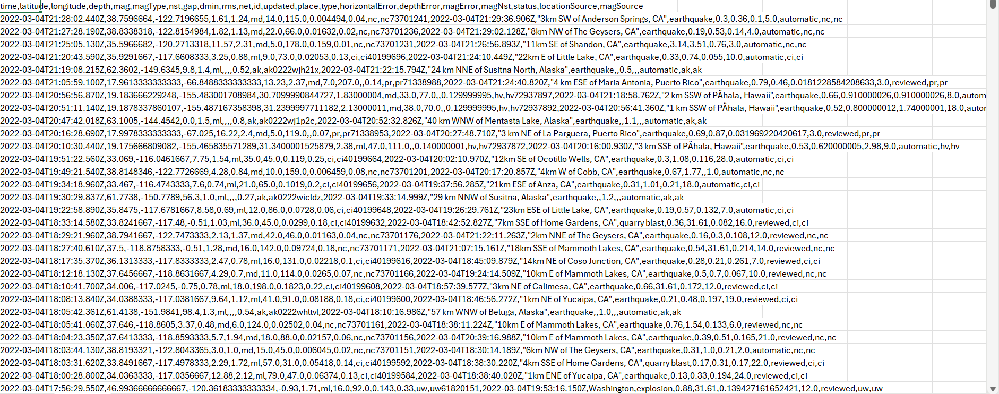 time,latitude,longitude,depth,mag,magType,nst,gap,dmin,rms,net,id,updated,place,type,horizontalError,depthError,magError,magNst,status,locationSource,magSource
2022-03-04T21:28:02.440Z,38.7596664,-122.7196655,1.61,1.24,md,14.0,115.0,0.004494,0.04,nc,nc73701241,2022-03-04T21:29:36.906Z,"3km SW of Anderson Springs, CA",earthquake,0.3,0.36,0.1,5.0,automatic,nc,nc
2022-03-04T21:27:28.190Z,38.8338318,-122.8154984,1.82,1.13,md,22.0,66.0,0.01632,0.02,nc,nc73701236,2022-03-04T21:29:02.128Z,"8km NW of The Geysers, CA",earthquake,0.19,0.53,0.14,4.0,automatic,nc,nc
2022-03-04T21:25:05.130Z,35.5966682,-120.2713318,11.57,2.31,md,5.0,178.0,0.159,0.01,nc,nc73701231,2022-03-04T21:26:56.893Z,"11km SE of Shandon, CA",earthquake,3.14,3.51,0.76,3.0,automatic,nc,nc
2022-03-04T21:20:43.590Z,35.9291667,-117.6608333,3.25,0.88,ml,9.0,73.0,0.02053,0.13,ci,ci40199696,2022-03-04T21:24:10.449Z,"22km E of Little Lake, CA",earthquake,0.33,0.74,0.055,10.0,automatic,ci,ci
2022-03-04T21:19:08.215Z,62.3602,-149.6345,9.8,1.4,ml,,,,0.52,ak,ak0222wjh21x,2022-03-04T21:22:15.794Z,"24 km NNE of Susitna North, Alaska",earthquake,,0.5,,,automatic,ak,ak
2022-03-04T21:05:59.100Z,17.9613333333333,-66.8488333333333,13.23,2.37,md,7.0,207.0,,0.14,pr,pr71338988,2022-03-04T21:24:40.820Z,"4 km ESE of Maria Antonia, Puerto Rico",earthquake,0.79,0.46,0.0181228584208633,3.0,reviewed,pr,pr
2022-03-04T20:56:56.870Z,19.183666229248,-155.483001708984,30.7099990844727,1.83000004,md,33.0,77.0,,0.129999995,hv,hv72937897,2022-03-04T21:18:58.762Z,"2 km SSW of PÄhala, Hawaii",earthquake,0.66,0.910000026,0.910000026,8.0,autom
2022-03-04T20:51:11.140Z,19.1878337860107,-155.487167358398,31.2399997711182,2.13000011,md,38.0,70.0,,0.129999995,hv,hv72937892,2022-03-04T20:56:41.360Z,"1 km SSW of PÄhala, Hawaii",earthquake,0.52,0.800000012,1.74000001,18.0,autor
2022-03-04T20:47:42.018Z,63.1005,-144.4542,0.0,1.5,ml,,,,0.8,ak,ak0222wj1p2c,2022-03-04T20:52:32.826Z,"40 km WNW of Mentasta Lake, Alaska",earthquake,,1.1,,,automatic,ak,ak
2022-03-04T20:16:28.690Z,17.9978333333333,-67.025,16.22,2.4,md,5.0,119.0,,0.07,pr,pr71338953,2022-03-04T20:27:48.710Z,"3 km NE of La Parguera, Puerto Rico",earthquake,0.69,0.87,0.031969220420617,3.0,reviewed,pr,pr
2022-03-04T20:10:30.440Z,19.175666809082,-155.465835571289,31.3400001525879,2.38,ml,47.0,111.0,,0.140000001,hv,hv72937872,2022-03-04T20:16:00.930Z,"3 km SSE of PÄhala, Hawaii",earthquake,0.53,0.620000005,2.98,9.0,automatic,hv,hv
2022-03-04T19:51:22.560Z,33.069,-116.0461667,7.75,1.54,ml,35.0,45.0,0.119,0.25,ci,ci40199664,2022-03-04T20:02:10.970Z,"12km SE of Ocotillo Wells, CA",earthquake,0.3,1.08,0.116,28.0,automatic,ci,ci
2022-03-04T19:49:21.540Z,38.8148346,-122.7726669,4.28,0.84,md,10.0,159.0,0.006459,0.08,nc,nc73701201,2022-03-04T20:17:20.857Z,"4km W of Cobb, CA",earthquake,0.67,1.77,,1.0,automatic,nc,nc
2022-03-04T19:34:18.960Z,33.467,-116.4743333,7.6,0.74,ml,21.0,65.0,0.1019,0.2,ci,ci40199656,2022-03-04T19:37:56.285Z,"21km ESE of Anza, CA",earthquake,0.31,1.01,0.21,18.0,automatic,ci,ci
2022-03-04T19:30:29.837Z,61.7738,-150.7789,56.3,1.0,ml,,,,0.27,ak,ak0222wicldz,2022-03-04T19:33:14.999Z,"29 km NNW of Susitna, Alaska",earthquake,,1.2,,,automatic,ak,ak
2022-03-04T19:22:58.890Z,35.8475,-117.6781667,8.58,0.69,ml,12.0,86.0,0.0728,0.06,ci,ci40199648,2022-03-04T19:26:29.761Z,"23km ESE of Little Lake, CA",earthquake,0.19,0.57,0.132,7.0,automatic,ci,ci
2022-03-04T18:33:14.580Z,33.8241667,-117.48,-0.51,1.03,ml,36.0,45.0,0.0299,0.18,ci,ci40199632,2022-03-04T18:42:52.827Z,"7km SSE of Home Gardens, CA",quarry blast,0.36,31.61,0.082,16.0,reviewed,ci,ci
2022-03-04T18:29:21.960Z,38.7941667,-122.7473333,2.13,1.37,md,42.0,46.0,0.01163,0.04,nc,nc73701176,2022-03-04T21:22:11.263Z,"2km NNE of The Geysers, CA",earthquake,0.16,0.3,0.108,12.0,reviewed,nc,nc
2022-03-04T18:27:40.610Z,37.5,-118.8758333,-0.51,1.28,md,16.0,142.0,0.09724,0.18,nc,nc73701171,2022-03-04T21:07:15.161Z,"18km SSE of Mammoth Lakes, CA",earthquake,0.54,31.61,0.214,14.0,reviewed,nc,nc
2022-03-04T18:17:35.370Z,36.1313333,-117.8333333,2.47,0.78,ml,16.0,131.0,0.02218,0.1,ci,ci40199616,2022-03-04T18:45:09.879Z,"14km NE of Coso Junction, CA",earthquake,0.28,0.21,0.261,7.0,reviewed,ci,ci
2022-03-04T18:12:18.130Z,37.6456667,-118.8631667,4.29,0.7,md,11.0,114.0,0.0265,0.07,nc,nc73701166,2022-03-04T19:24:14.509Z,"10km E of Mammoth Lakes, CA",earthquake,0.5,0.7,0.067,10.0,reviewed,nc,nc
2022-03-04T18:10:41.700Z,34.006,-117.0245,-0.75,0.78,ml,18.0,198.0,0.1823,0.22,ci,ci40199608,2022-03-04T18:57:39.577Z,"3km NE of Calimesa, CA",earthquake,0.66,31.61,0.172,12.0,reviewed,ci,ci
2022-03-04T18:08:13.840Z,34.0388333,-117.0381667,9.64,1.12,ml,41.0,91.0,0.08188,0.18,ci,ci40199600,2022-03-04T18:46:56.272Z,"1km NE of Yucaipa, CA",earthquake,0.21,0.48,0.197,19.0,reviewed,ci,ci
2022-03-04T18:05:42.361Z,61.4138,-151.9841,98.4,1.3,ml,,,,0.54,ak,ak0222whltvl,2022-03-04T18:10:16.986Z,"57 km WNW of Beluga, Alaska",earthquake,,1.0,,,automatic,ak,ak
2022-03-04T18:05:41.060Z,37.646,-118.8605,3.37,0.48,md,6.0,124.0,0.02502,0.04,nc,nc73701161,2022-03-04T18:38:11.224Z,"10km E of Mammoth Lakes, CA",earthquake,0.76,1.54,0.133,6.0,reviewed,nc,nc
2022-03-04T18:04:23.350Z,37.6413333,-118.8593333,5.7,1.94,md,18.0,88.0,0.02157,0.06,nc,nc73701156,2022-03-04T20:39:16.988Z,"10km E of Mammoth Lakes, CA",earthquake,0.39,0.51,0.165,21.0,reviewed,nc,nc
2022-03-04T18:03:44.130Z,38.8193321,-122.8043365,3.0,1.0,md,15.0,45.0,0.006045,0.02,nc,nc73701151,2022-03-04T18:30:14.189Z,"6km NW of The Geysers, CA",earthquake,0.31,1.0,0.21,2.0,automatic,nc,nc
2022-03-04T18:03:31.620Z,33.8491667,-117.4978333,2.29,1.72,ml,57.0,31.0,0.05418,0.14,ci,ci40199592,2022-03-04T18:38:30.220Z,"4km SSE of Home Gardens, CA",quarry blast,0.17,0.31,0.17,22.0,reviewed,ci,ci
2022-03-04T18:00:28.800Z,34.0363333,-117.0356667,12.88,2.12,ml,79.0,47.0,0.06374,0.13,ci,ci40199584,2022-03-04T18:38:40.020Z,"1km ENE of Yucaipa, CA",earthquake,0.13,0.33,0.194,24.0,reviewed,ci,ci
2022-03-04T17:56:29.550Z,46.99366666666667,-120.36183333333334,-0.93,1.71,ml,16.0,92.0,0.143,0.33,uw,uw61820151,2022-03-04T19:53:16.150Z,Washington,explosion,0.88,31.61,0.139427161652421,12.0,reviewed,uw,uw